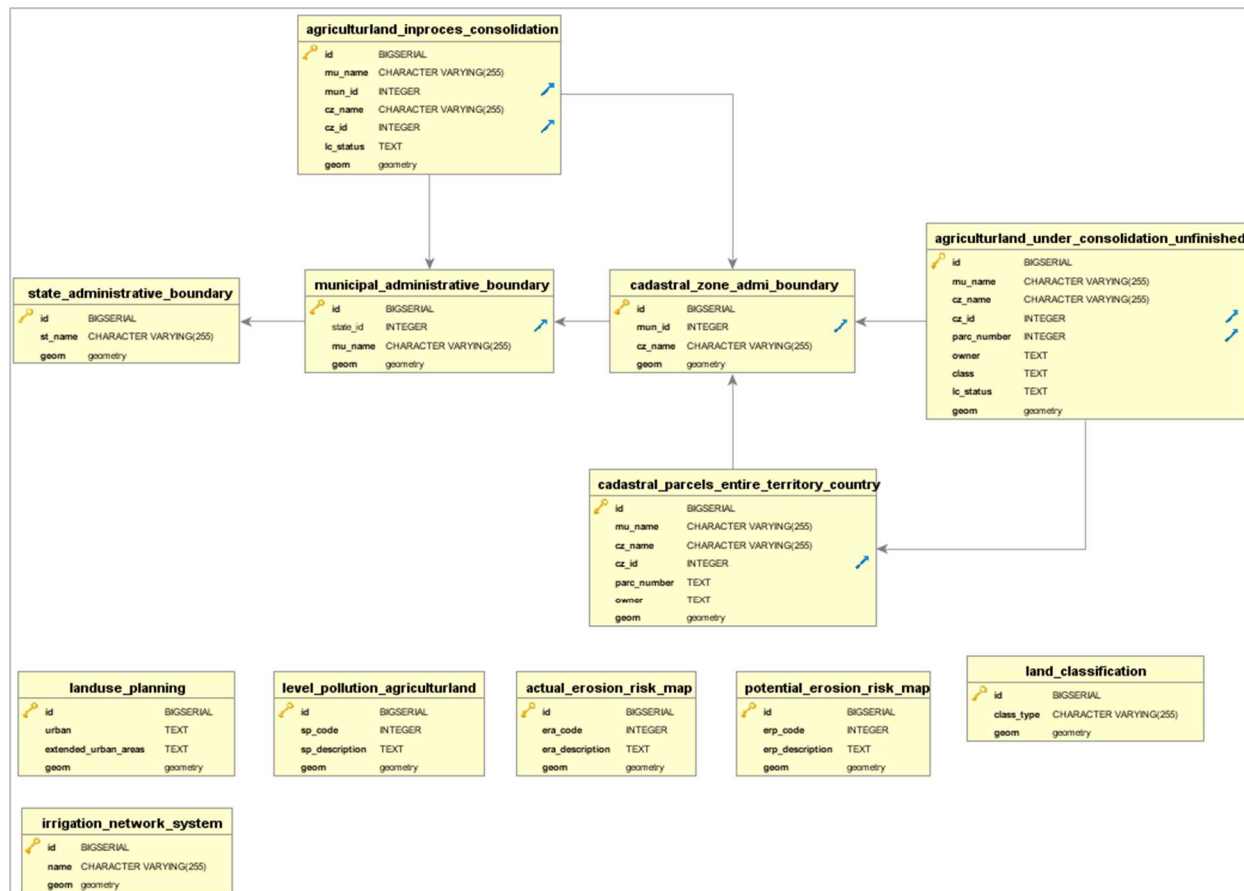 agriculturland_inproces_consolidation
id BIGSERIAL
mu_name CHARACTER VARYING(255)
mun_id INTEGER
cz_name CHARACTER VARYING(255)
cz_id INTEGER
lc_status TEXT
geom geometry
agriculturland_under_consolidation_unfinished
id BIGSERIAL
mu_name CHARACTER VARYING(255)
cz_name CHARACTER VARYING(255)
cz_id INTEGER
parc_number INTEGER
owner TEXT
class TEXT
lc_status TEXT
geom geometry
state_administrative_boundary
id BIGSERIAL
st_name CHARACTER VARYING(255)
geom geometry
municipal_administrative_boundary
id BIGSERIAL
state_id INTEGER
mu_name CHARACTER VARYING(255)
geom geometry
cadastral_zone_admi_boundary
id BIGSERIAL
mun_id INTEGER
cz_name CHARACTER VARYING(255)
geom geometry
cadastral_parcels_entire_territory_country
id BIGSERIAL
mu_name CHARACTER VARYING(255)
cz_name CHARACTER VARYING(255)
cz_id INTEGER
parc_number TEXT
owner TEXT
geom geometry
landuse_planning
id BIGSERIAL
urban TEXT
extended_urban_areas TEXT
geom geometry
level_pollution_agriculturland
id BIGSERIAL
sp_code INTEGER
sp_description TEXT
geom geometry
actual_erosion_risk_map
id BIGSERIAL
era_code INTEGER
era_description TEXT
geom geometry
potential_erosion_risk_map
id BIGSERIAL
erp_code INTEGER
erp_description TEXT
geom geometry
land_classification
id BIGSERIAL
class_type CHARACTER VARYING(255)
geom geometry
irrigation_network_system
id BIGSERIAL
name CHARACTER VARYING(255)
geom geometry